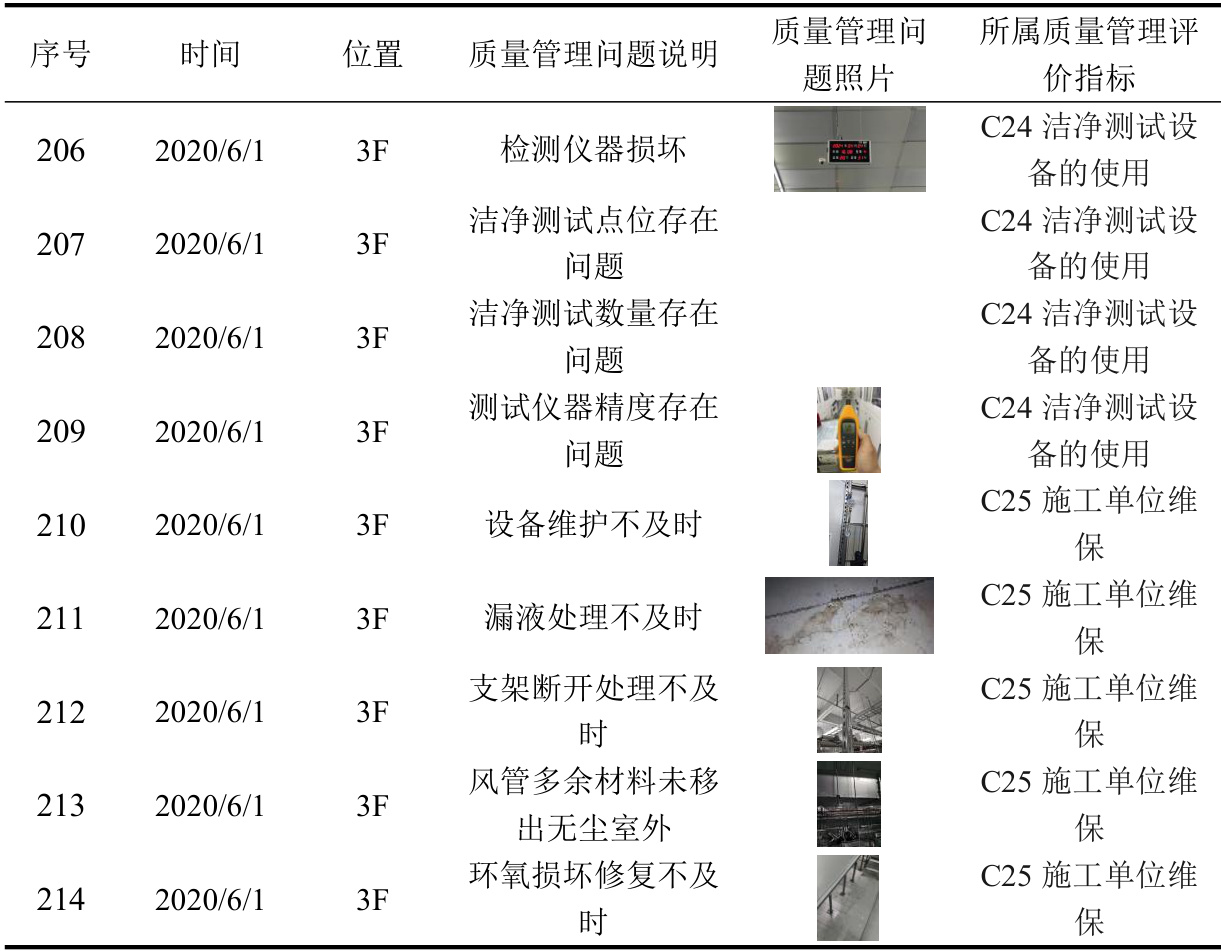 序号 时间 位置 质量管理问题说明 质量管理问 所属质量管理评
题照片 价指标
206 2020/6/1 3F 检测仪器损坏 C24 洁净测试设
备的使用
207 2020/6/1 3F 洁净测试点位存在 C24 洁净测试设
问题 备的使用
208 2020/6/1 3F 洁净测试数量存在 C24 洁净测试设
问题 备的使用
209 2020/6/1 3F 测试仪器精度存在 C24 洁净测试设
问题 备的使用
210 2020/6/1 3F 设备维护不及时 C25 施工单位维
保
211 2020/6/1 3F 漏液处理不及时 C25 施工单位维
保
212 2020/6/1 3F 支架断开处理不及 C25 施工单位维
时 保
213 2020/6/1 3F 风管多余材料未移 C25 施工单位维
出无尘室外 保
214 2020/6/1 3F 环氧损坏修复不及 C25 施工单位维
时 保